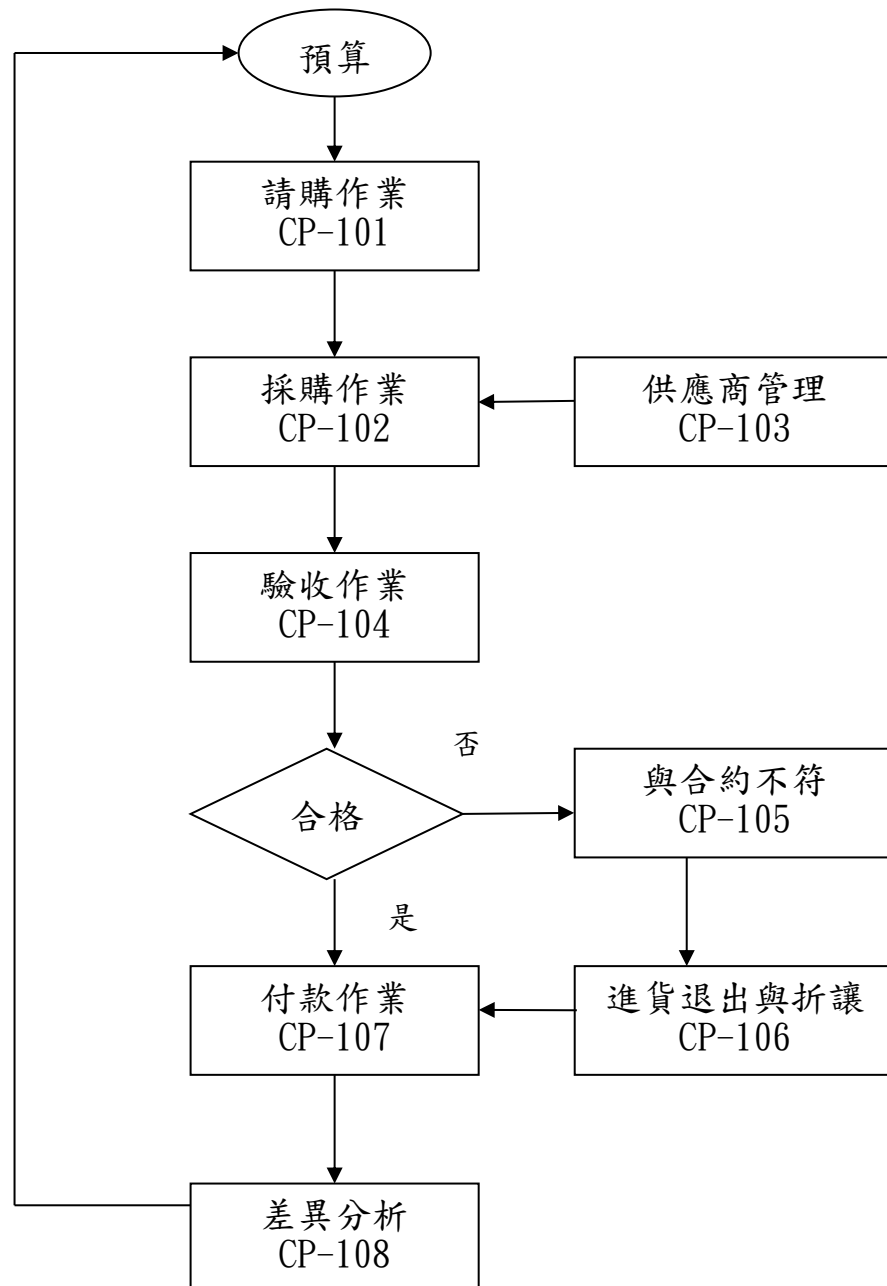 預算
請購作業
CP-101
採購作業
CP-102
供應商管理
CP-103
驗收作業
CP-104
否
合格
與合約不符
CP-105
是
付款作業
CP-107
進貨退出與折讓
CP-106
差異分析
CP-108